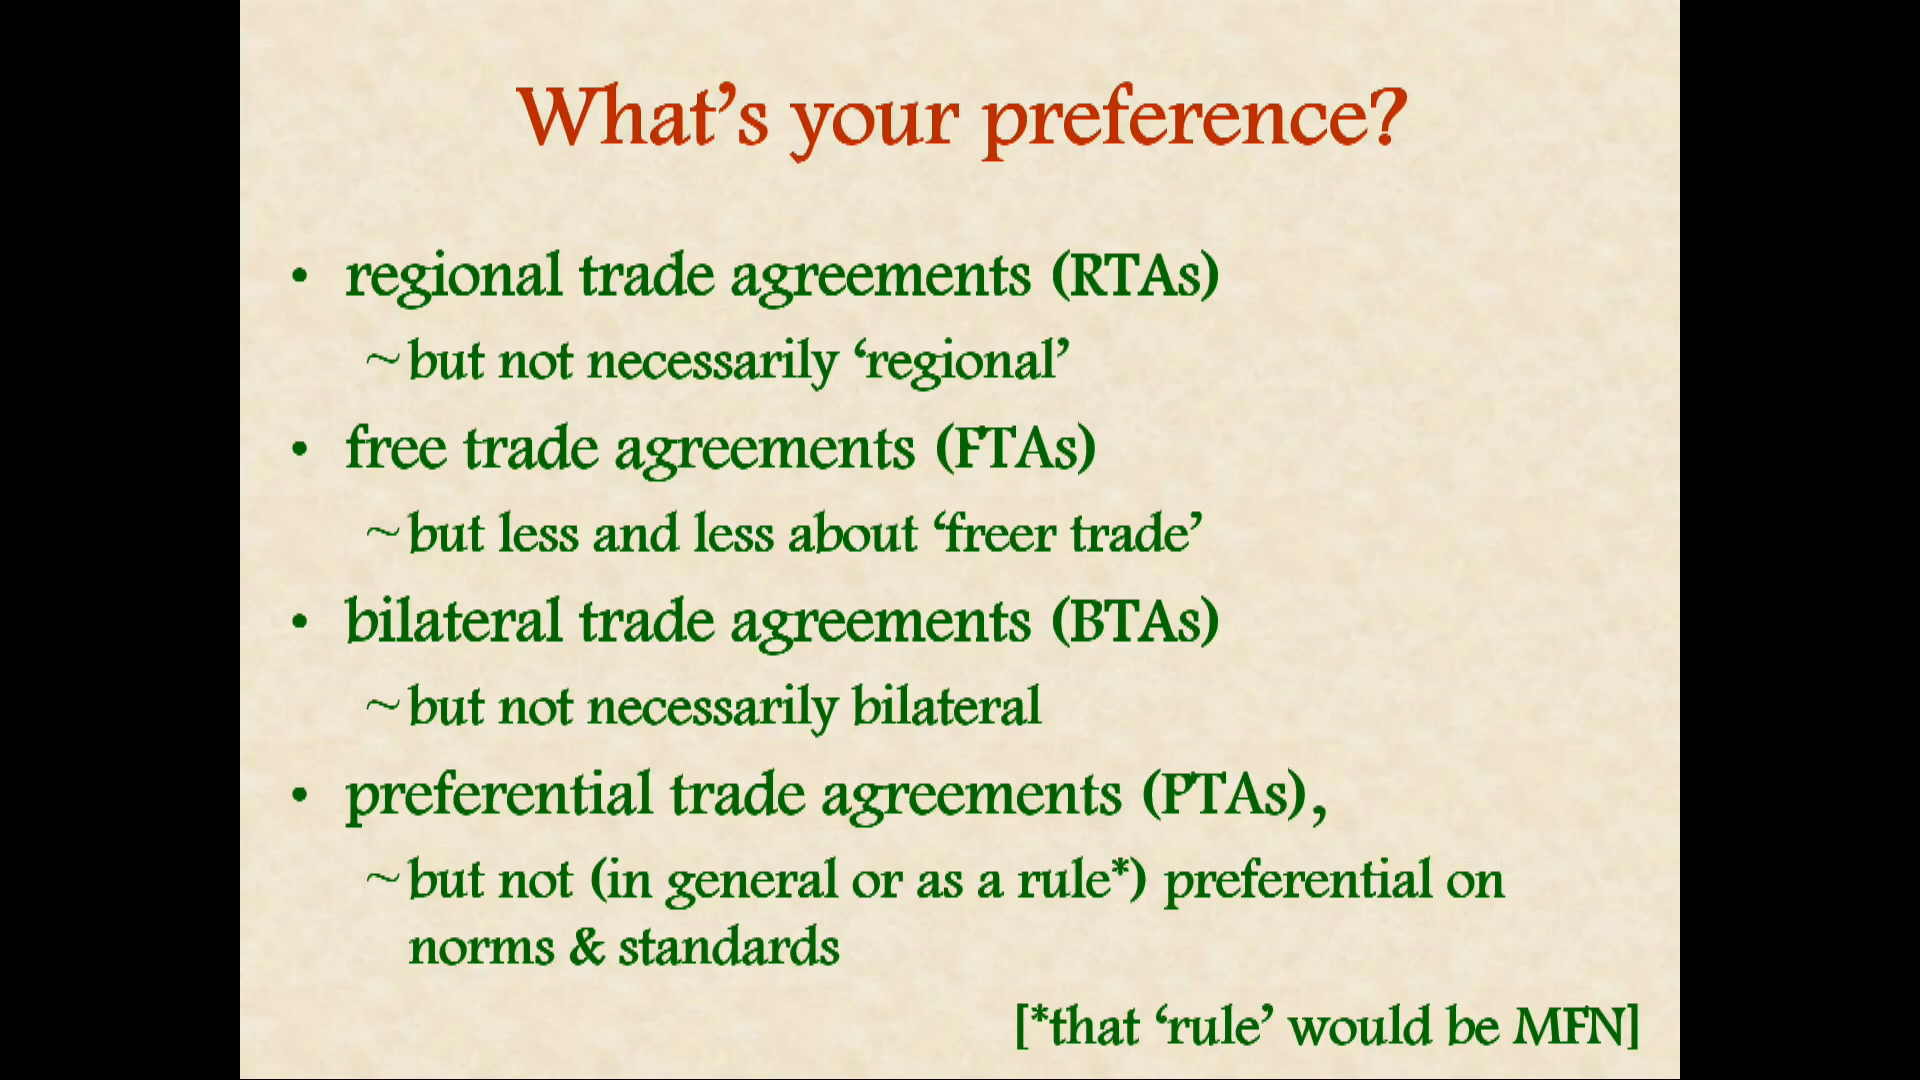 What’s your preference?
• regional trade agreements (RTAs)
~ but not necessarily ‘regional’
• free trade agreements (FTAs)
~ but less and less about ‘freer trade’
• bilateral trade agreements (BTAs)
~ but not necessarily bilateral
• preferential trade agreements (PTAs),
~ but not (in general or as a rule*) preferential on
norms & standards
[*that ‘rule’ would be MFN]